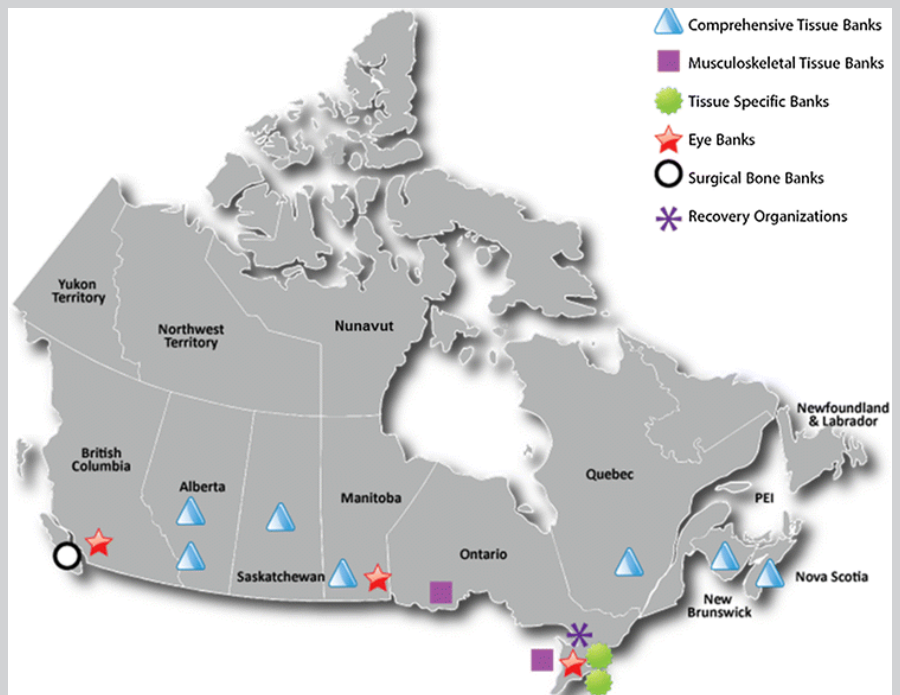 Comprehensive Tissue Banks
Musculoskeletal Tissue Banks
Tissue Specific Banks
Eye Banks
Surgical Bone Banks
Recovery Organizations
Yukon
Territory
Northwest
Territory
Nunavut
British
Columbia
Alberta
Saskatchewan
Manitoba
Ontario
Quebec
Newfoundland
& Labrador
PEI
New
Brunswick
Nova Scotia